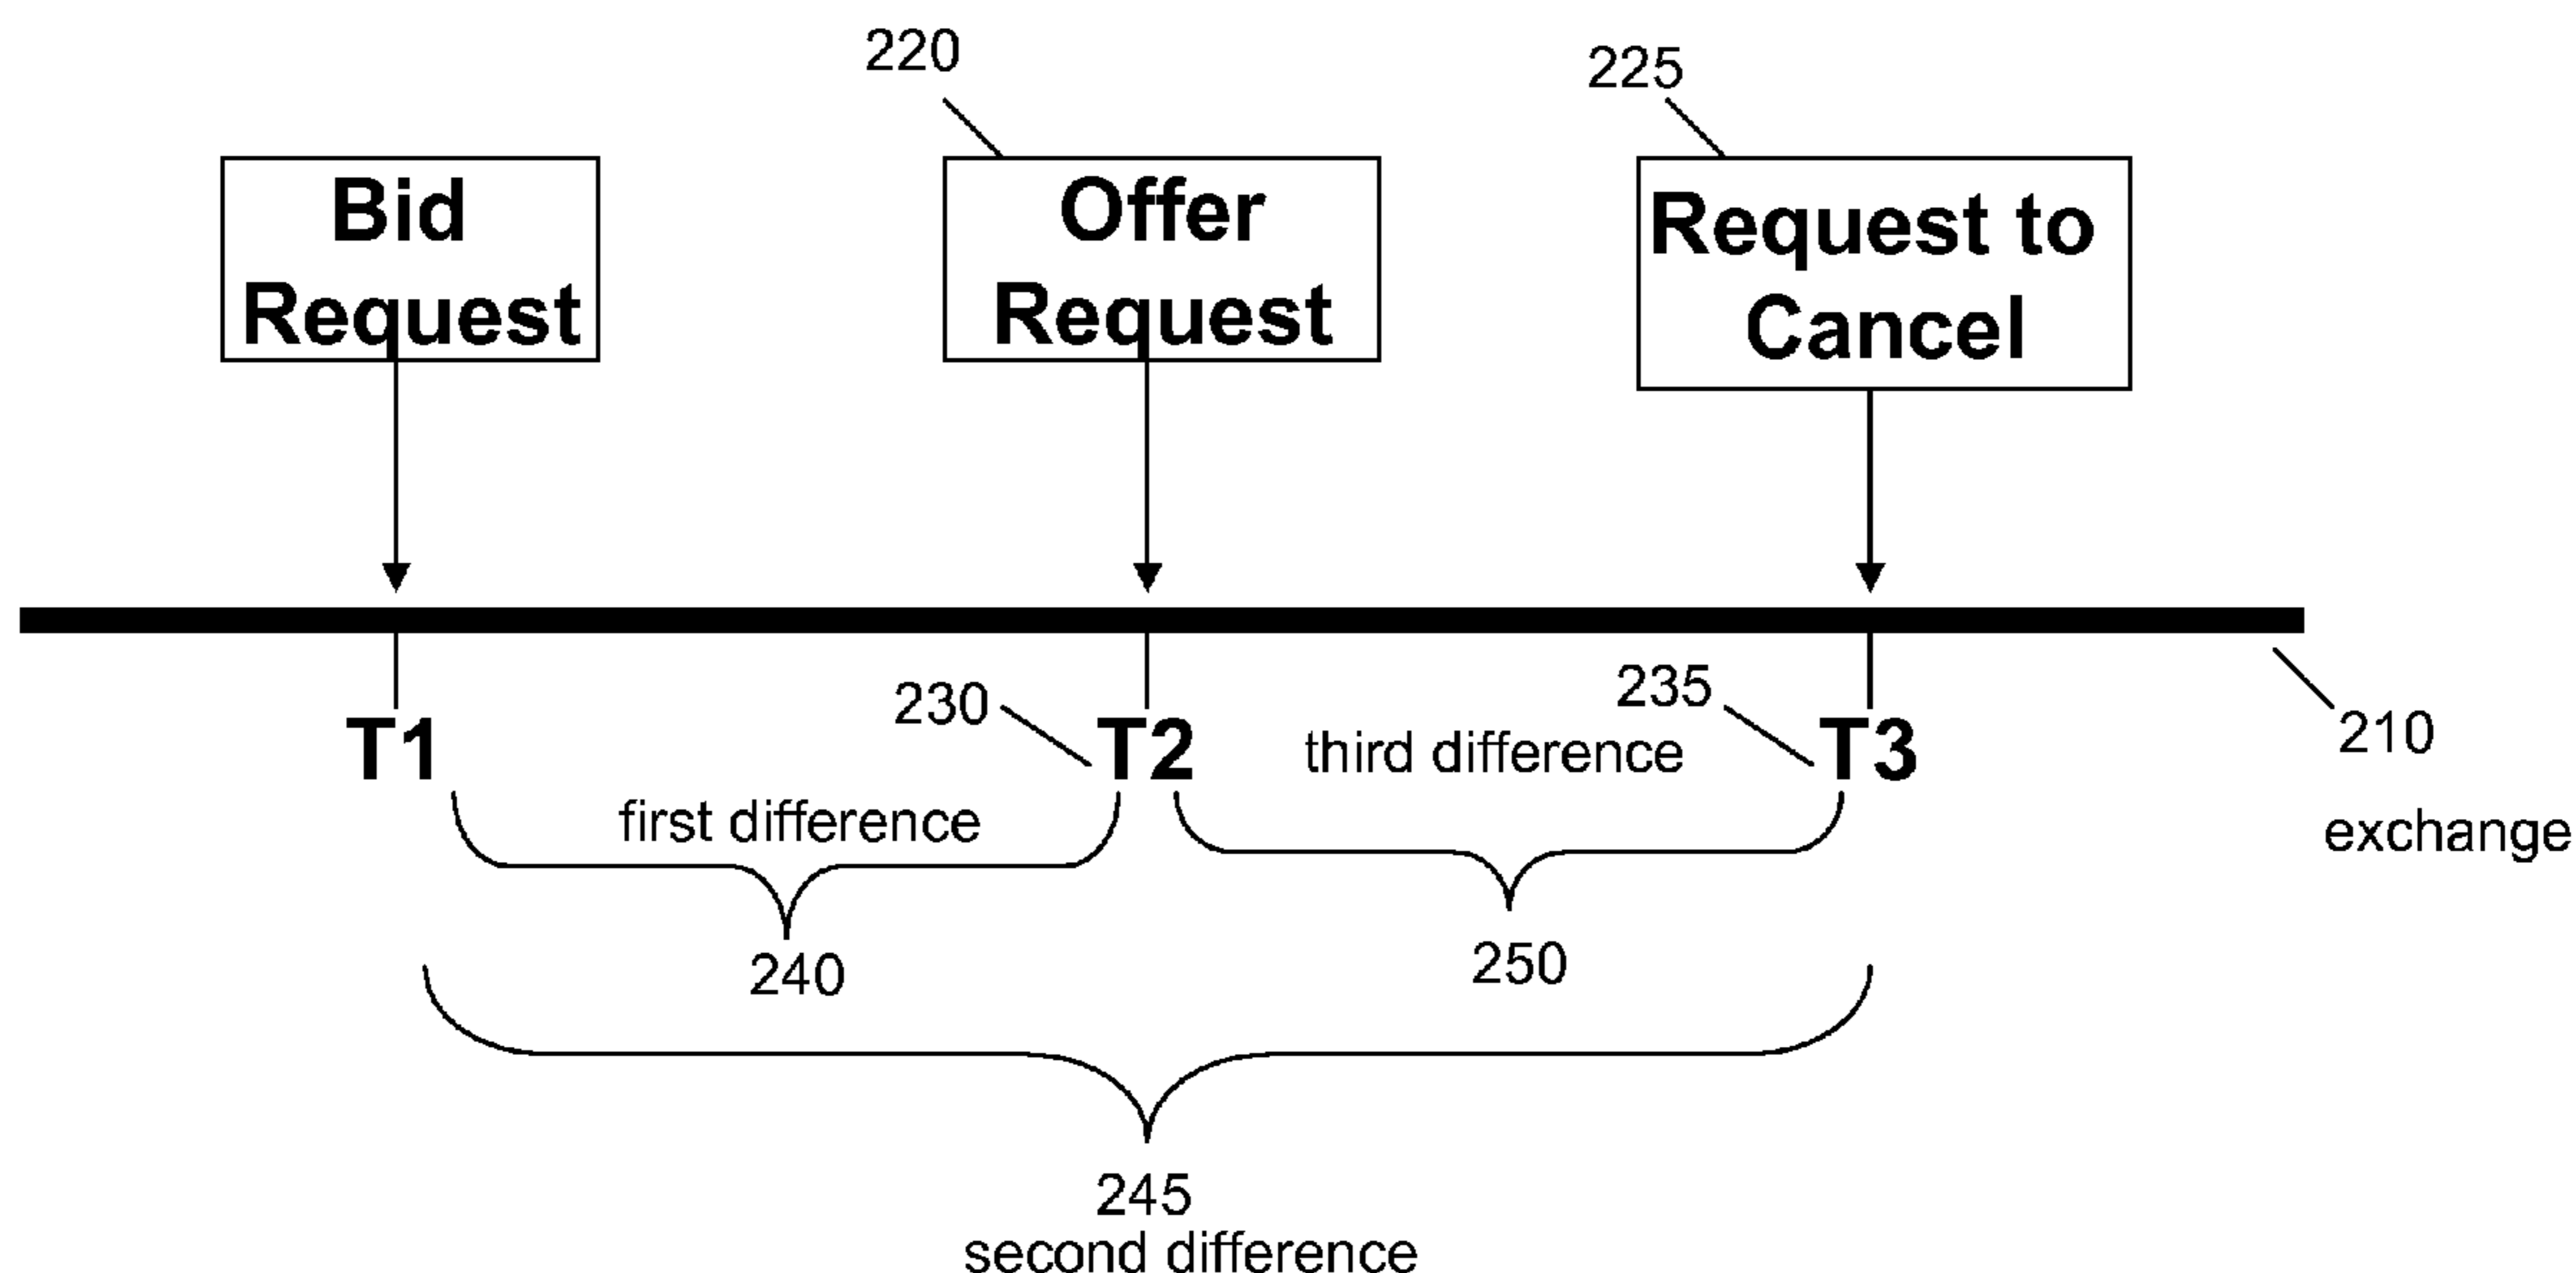 220
225
Bid
Request
Offer
Request
Request to
Cancel
T1
230
T2
third difference
235
T3
210
exchange
first difference
240
250
245
second difference